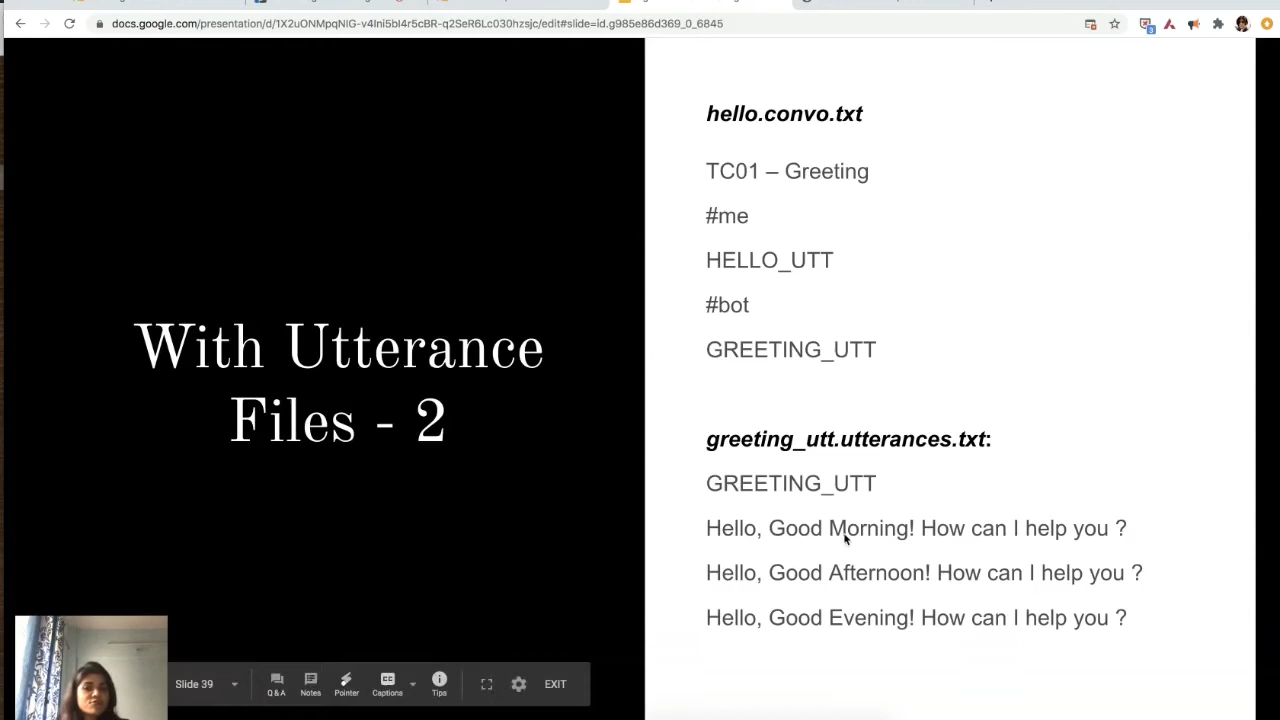 docs.google.com/presentation/d/1X2uONMpqNIG-v4Ini5bI4r5cBR-q2SeR6Lc030hzsjc/edit#slide=id.g985e86d369_0_6845
3
With Utterance
Files - 2
hello.convo.txt
TC01 – Greeting
#me
HELLO_UTT
#bot
GREETING_UTT
greeting_utt.utterances.txt:
GREETING_UTT
Hello, Good Morning! How can I help you ?
Hello, Good Afternoon! How can I help you ?
Hello, Good Evening! How can I help you ?
Slide 39
Q & A
Notes
Pointer
CC
Captions
Tips
EXIT